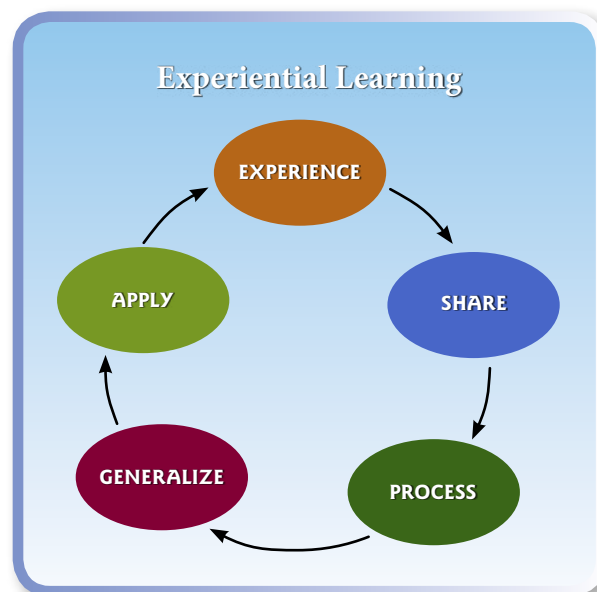 Experiential Learning
EXPERIENCE
SHARE
PROCESS
GENERALIZE
APPLY